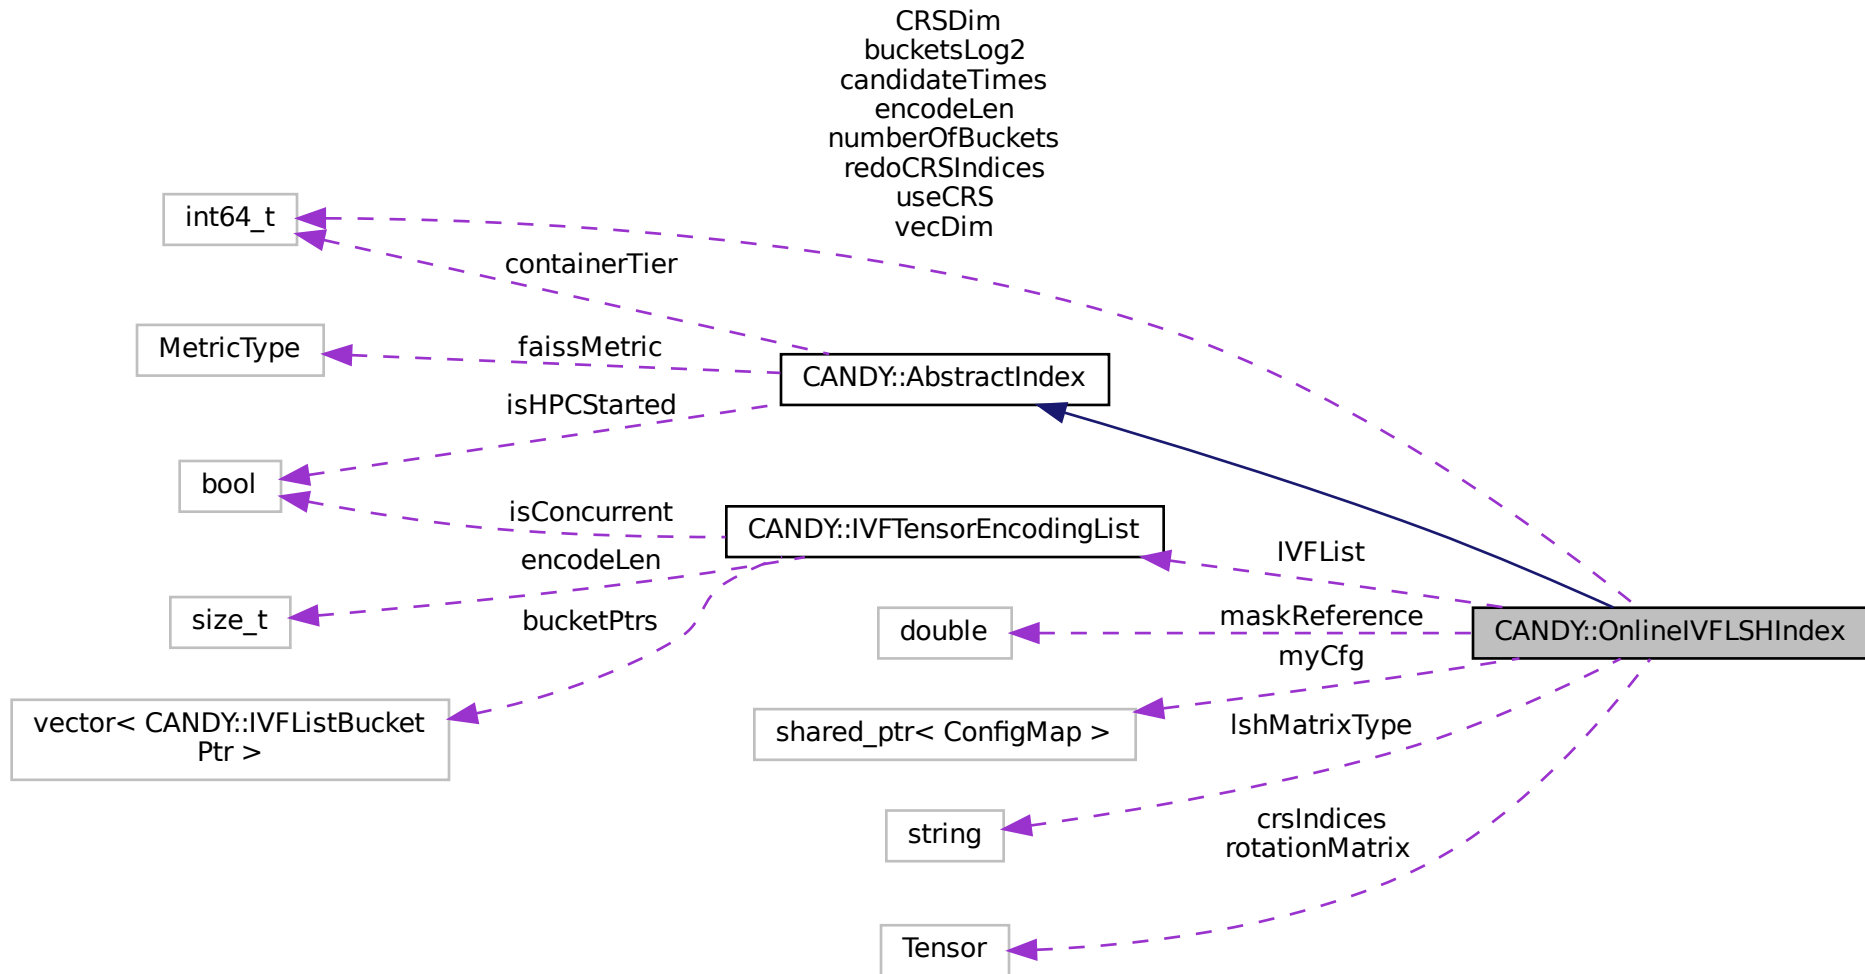 CRSDim
bucketsLog2
candidateTimes
encodeLen
numberOfBuckets
redoCRSIndices
useCRS
vecDim
int64_t
containerTier
MetricType
faissMetric
CANDY::AbstractIndex
isHPCStarted
bool
isConcurrent
CANDY::IVFTensorEncodingList
IVFList
encodeLen
size_t
bucketPtrs
double
maskReference
CANDY::OnlineIVFLSHIndex
myCfg
vector< CANDY::IVFListBucket
Ptr >
shared_ptr< ConfigMap >
lshMatrixType
string
crsIndices
rotationMatrix
Tensor